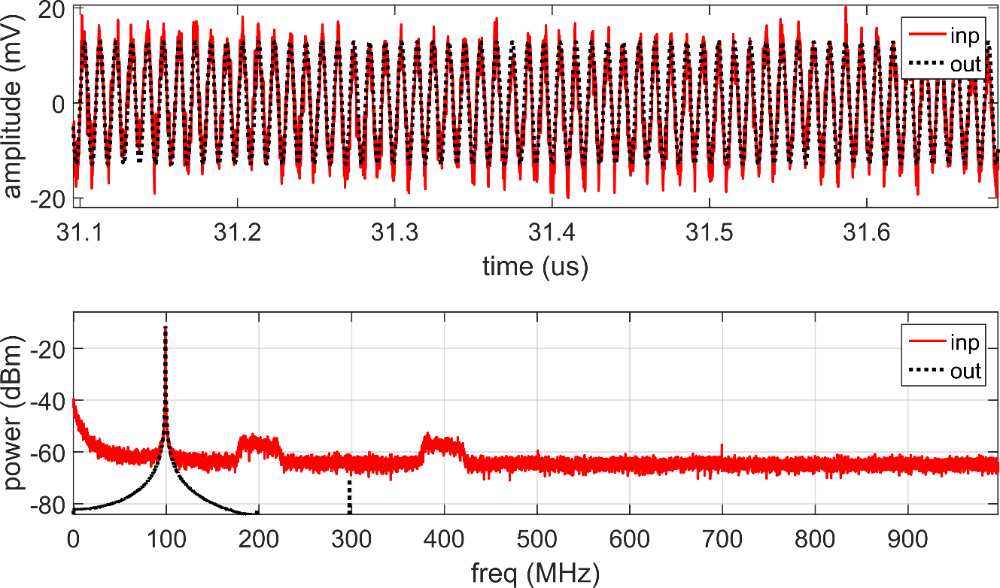 20
0
-20
amplitude (mV)
inp
out
31.1 31.2 31.3 31.4 31.5 31.6
time (us)
-20
-40
-60
-80
power (dBm)
inp
out
0 100 200 300 400 500 600 700 800 900
freq (MHz)